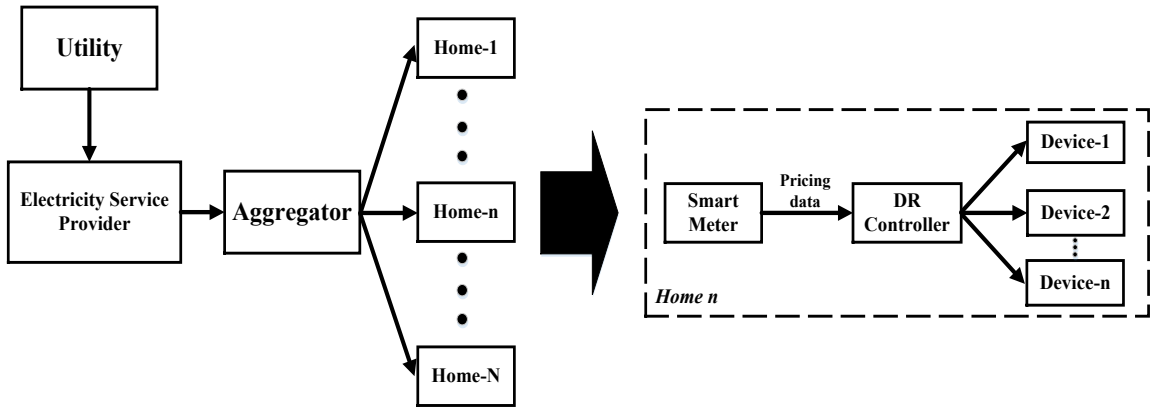 Utility
Electricity Service
Provider
Aggregator
Home-1
Home-n
Home-N
Smart
Meter
Pricing
data
DR
Controller
Device-1
Device-2
Device-n
Home n